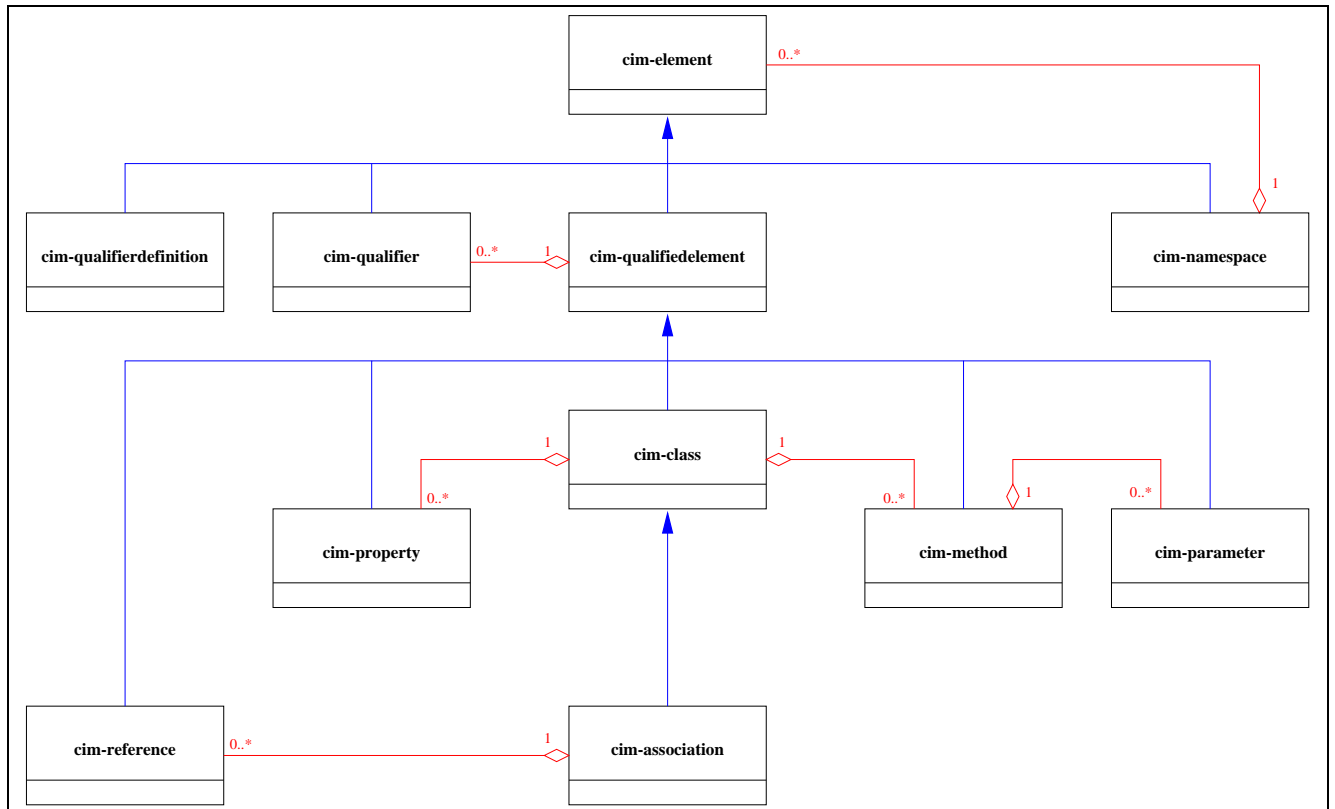 cim-element
0..*
1
cim-qualifierdefinition
cim-qualifier
0..*
1
cim-qualifiedelement
cim-namespace
1
cim-class
1
0..*
0..*
1
0..*
cim-property
cim-method
cim-parameter
cim-reference
0..*
1
cim-association